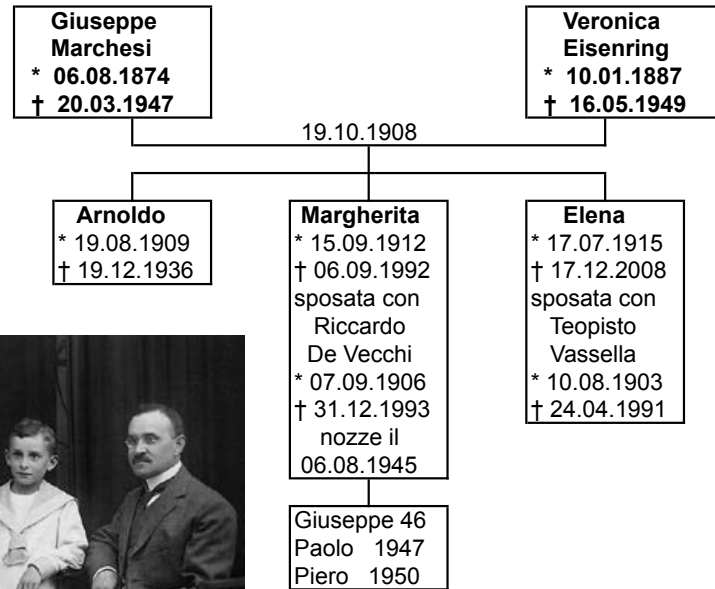 Giuseppe
Marchesi
* 06.08.1874
† 20.03.1947
Veronica
Eisenring
* 10.01.1887
† 16.05.1949
19.10.1908
Arnoldo
* 19.08.1909
† 19.12.1936
Margherita
* 15.09.1912
† 06.09.1992
sposata con
Riccardo
De Vecchi
* 07.09.1906
† 31.12.1993
nozze il
06.08.1945
Elena
* 17.07.1915
† 17.12.2008
sposata con
Teopisto
Vassella
* 10.08.1903
† 24.04.1991
Giuseppe 46
Paolo 1947
Piero 1950